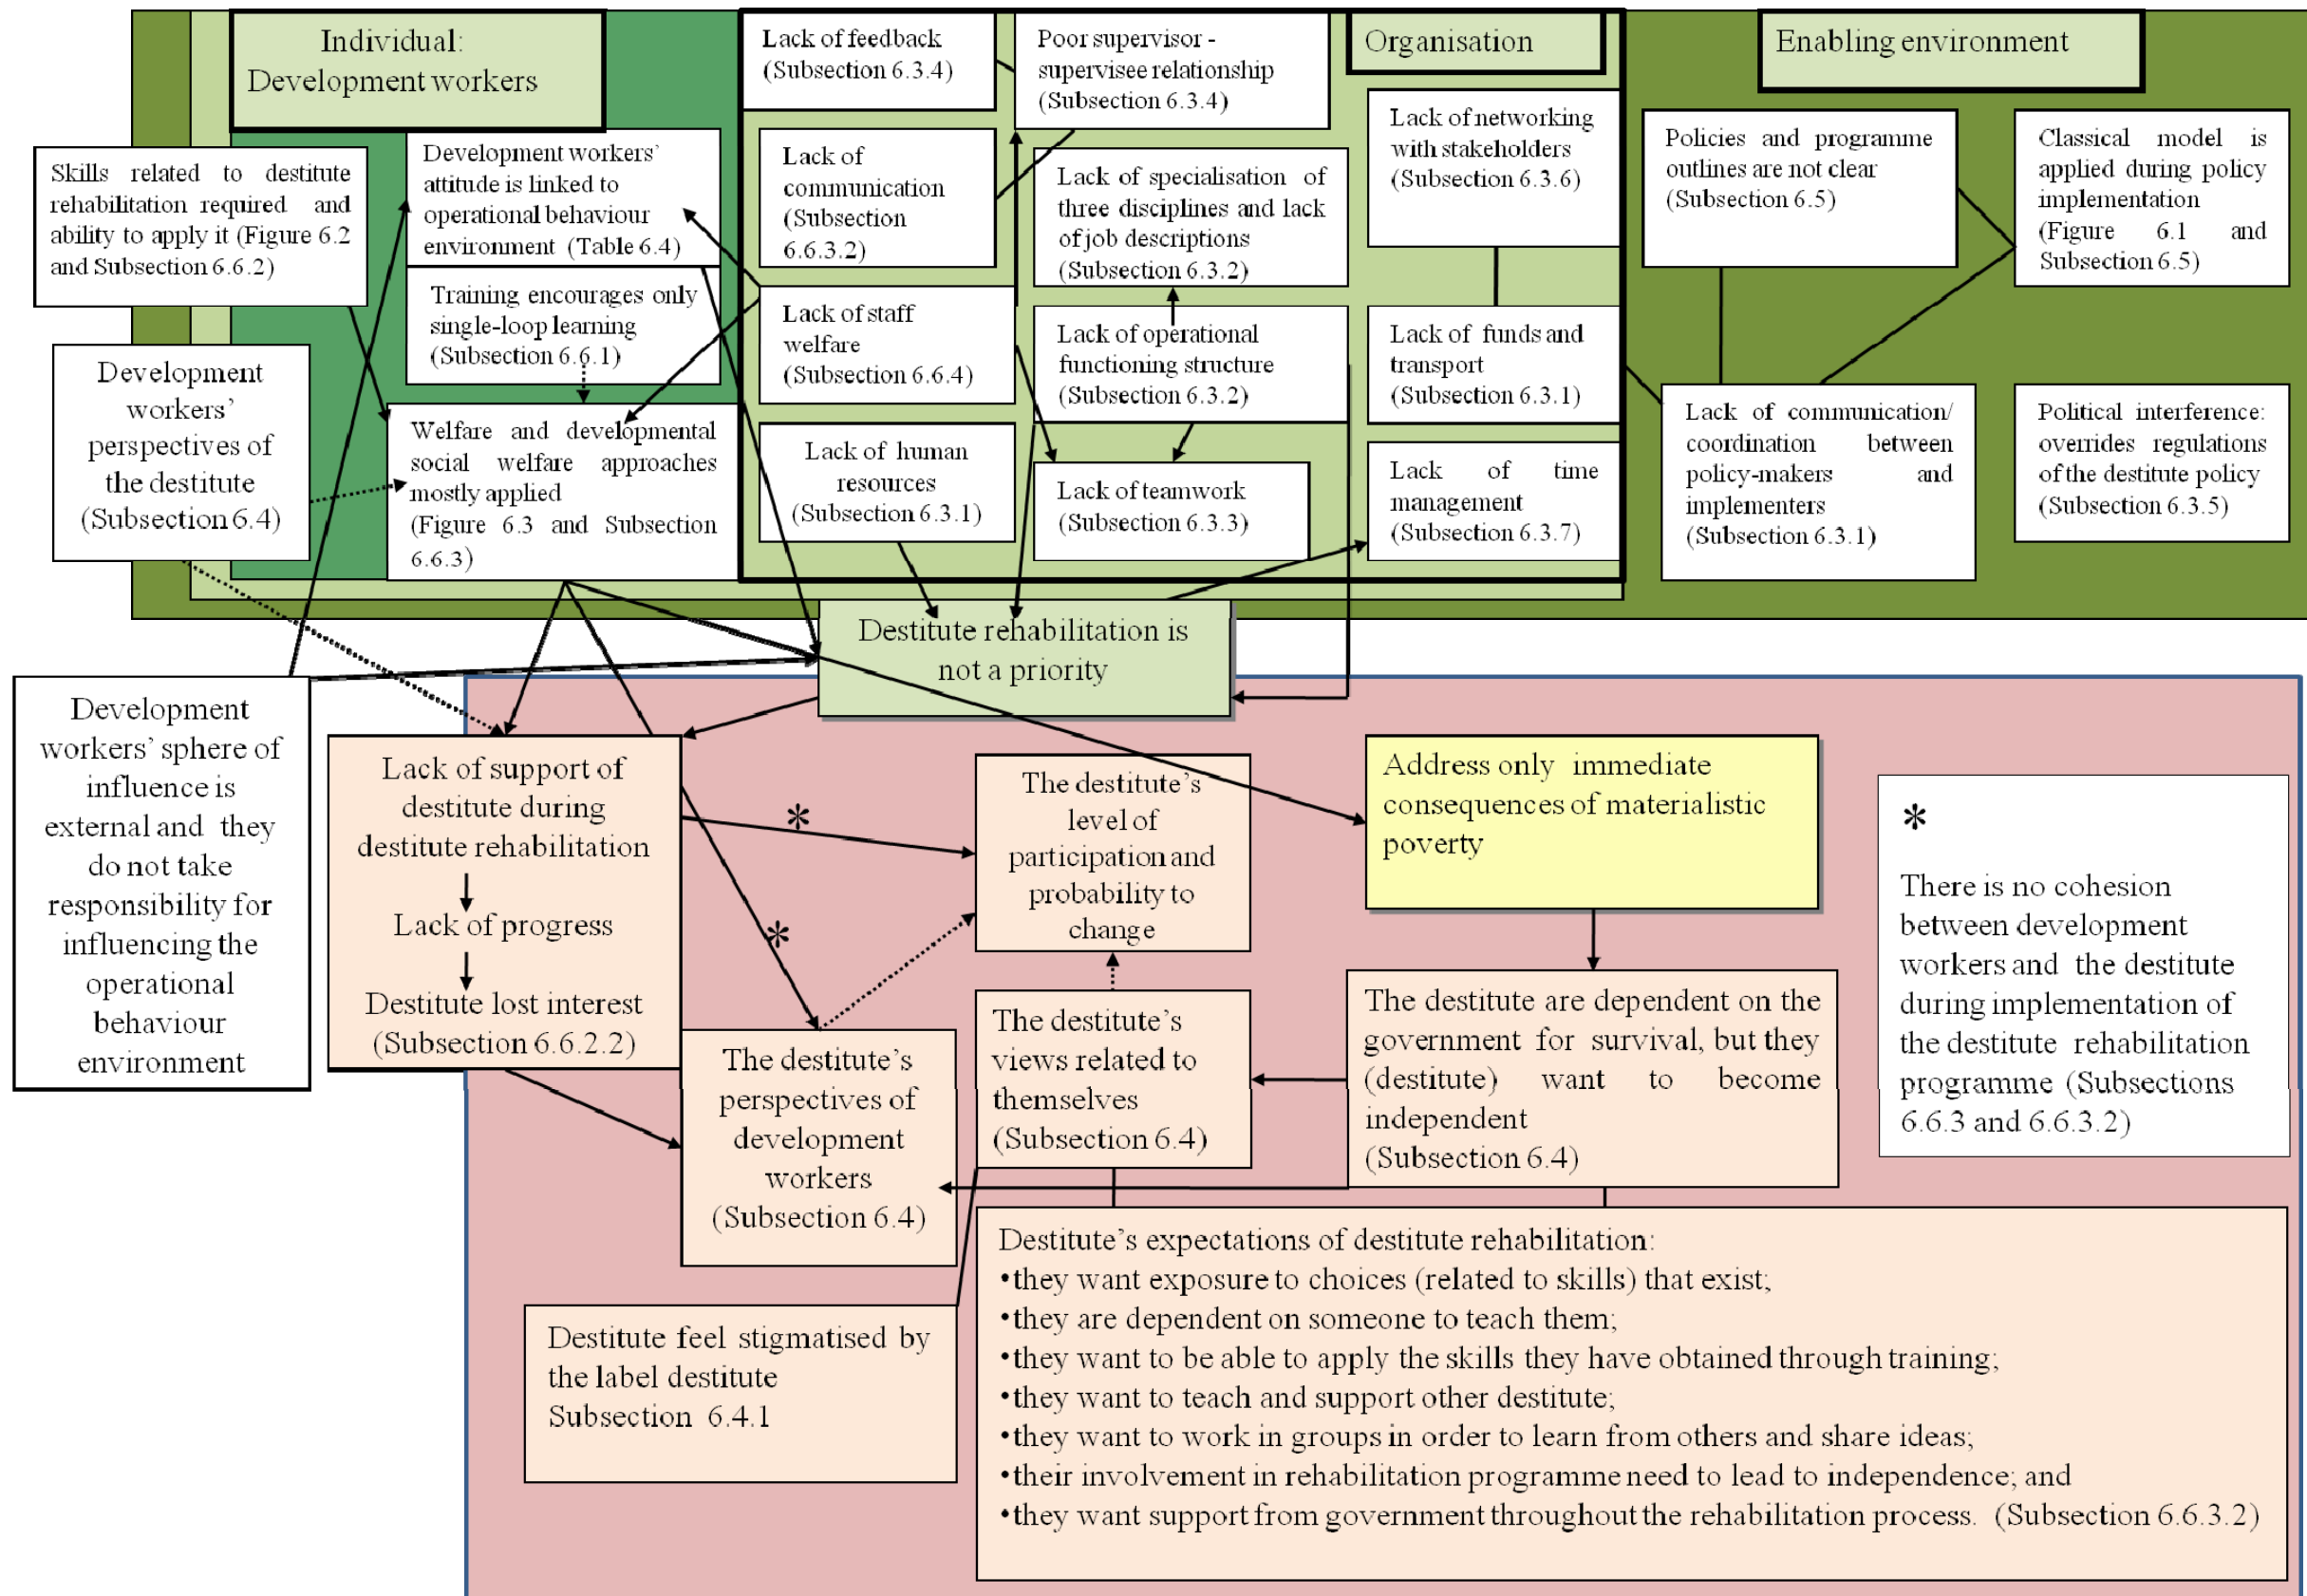 Individual:
Development workers
Lack of feedback
(Subsection 6.3.4)
Poor supervisor -
supervisee relationship
(Subsection 6.3.4)
Organisation
Enabling environment
Skills related to destitute
rehabilitation required and
ability to apply it (Figure 6.2
and Subsection 6.6.2)
Development workers'
attitude is linked to
operational behaviour
environment (Table 6.4)
Training encourages only
single-loop learning
(Subsection 6.6.1)
Development
workers'
perspectives of
the destitute
(Subsection 6.4)
Welfare and developmental
social welfare approaches
mostly applied
(Figure 6.3 and Subsection
6.6.3)
Lack of
communication
(Subsection
6.6.3.2)
Lack of staff
welfare
(Subsection 6.6.4)
Lack of human
resources
(Subsection 6.3.1)
Lack of specialisation of
three disciplines and lack
of job descriptions
(Subsection 6.3.2)
Lack of operational
functioning structure
(Subsection 6.3.2)
Lack of teamwork
(Subsection 6.3.3)
Lack of networking
with stakeholders
(Subsection 6.3.6)
Lack of funds and
transport
(Subsection 6.3.1)
Lack of time
management
(Subsection 6.3.7)
Policies and programme
outlines are not clear
(Subsection 6.5)
Classical model is
applied during policy
implementation
(Figure 6.1 and
Subsection 6.5)
Lack of communication/
coordination between
policy-makers and
implementers
(Subsection 6.3.1)
Political interference:
overrides regulations
of the destitute policy
(Subsection 6.3.5)
Destitute rehabilitation is
not a priority
Development
workers' sphere of
influence is
external and they
do not take
responsibility for
influencing the
operational
behaviour
environment
Lack of support of
destitute during
destitute rehabilitation
Lack of progress
Destitute lost interest
(Subsection 6.6.2.2)
*
*
The destitute's
level of
participation and
probability to
change
Address only immediate
consequences of materialistic
poverty
*
There is no cohesion
between development
workers and the destitute
during implementation of
the destitute rehabilitation
programme (Subsections
6.6.3 and 6.6.3.2)
The destitute's
perspectives of
development
workers
(Subsection 6.4)
The destitute's
views related to
themselves
(Subsection 6.4)
The destitute are dependent on the
government for survival, but they
(destitute) want to become
independent
(Subsection 6.4)
Destitute feel stigmatised by
the label destitute
Subsection 6.4.1
Destitute's expectations of destitute rehabilitation:
•they want exposure to choices (related to skills) that exist;
•they are dependent on someone to teach them;
•they want to be able to apply the skills they have obtained through training;
•they want to teach and support other destitute;
•they want to work in groups in order to learn from others and share ideas;
•their involvement in rehabilitation programme need to lead to independence; and
•they want support from government throughout the rehabilitation process. (Subsection 6.6.3.2)